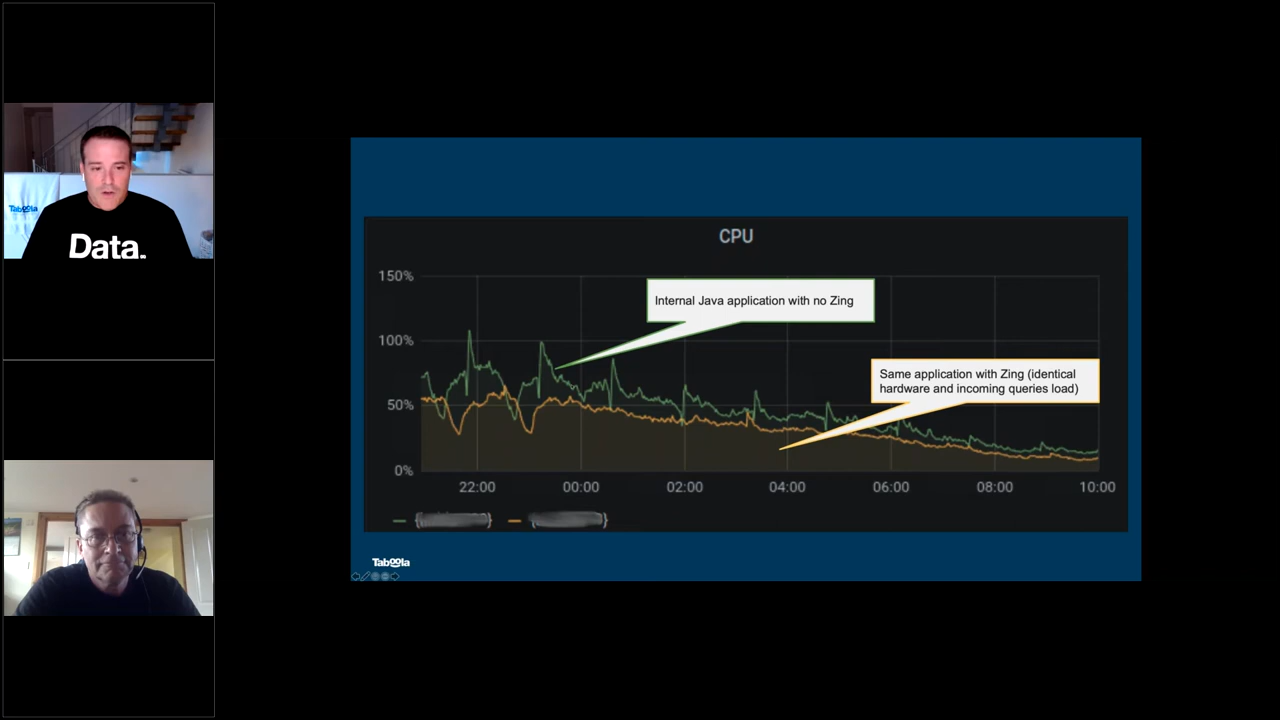 Taboola
Data.
CPU
150%
100%
50%
0%
Internal Java application with no Zing
Same application with Zing (identical
hardware and incoming queries load)
22:00
00:00
02:00
04:00
06:00
08:00
10:00
Taboola